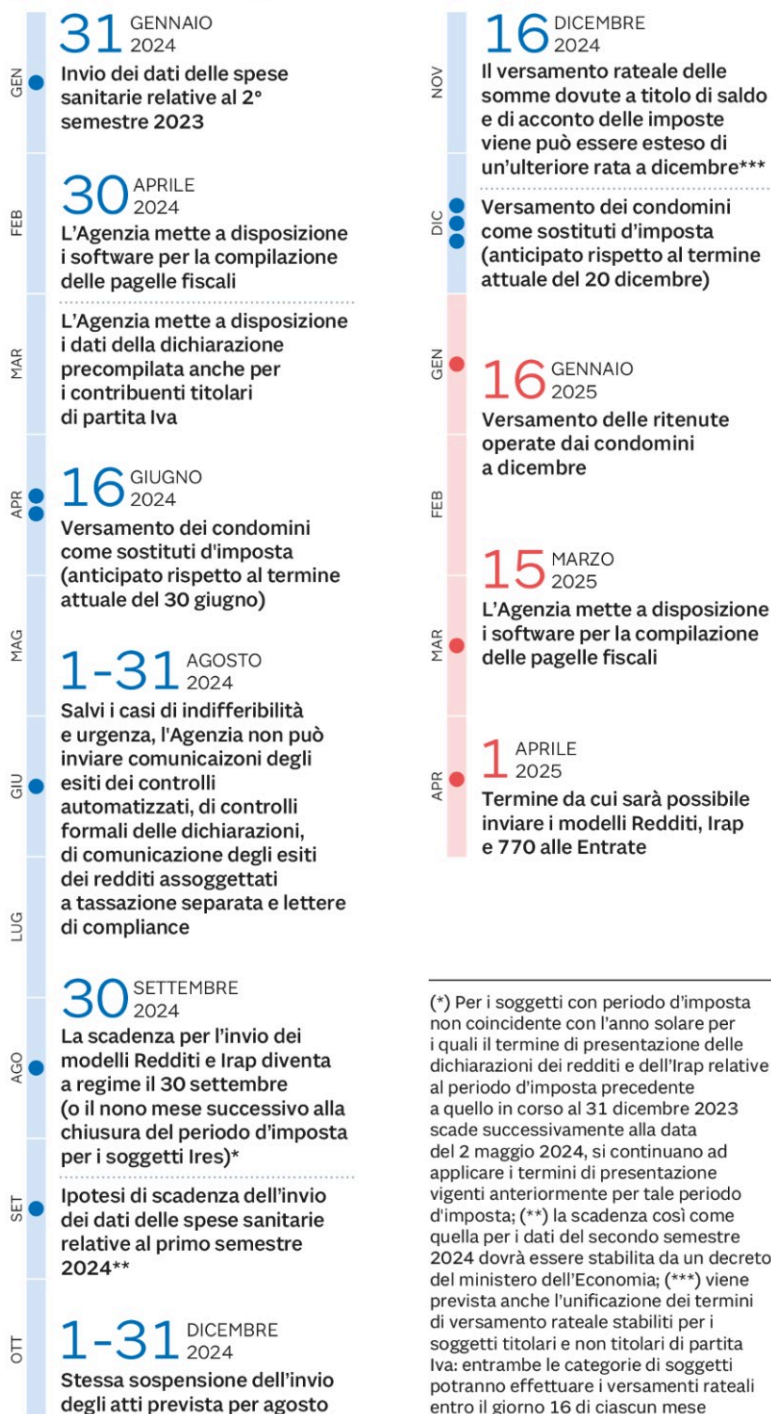 GEN
31 GENNAIO
2024
Invio dei dati delle spese
sanitarie relative al 2°
semestre 2023
FEB
30 APRILE
2024
L'Agenzia mette a disposizione
i software per la compilazione
delle pagelle fiscali
MAR
L'Agenzia mette a disposizione
i dati della dichiarazione
precompilata anche per
i contribuenti titolari
di partita Iva
APR
16 GIUGNO
2024
Versamento dei condomini
come sostituti d'imposta
(anticipato rispetto al termine
attuale del 30 giugno)
MAG
1-31 AGOSTO
2024
Salvi i casi di indifferibilità
e urgenza, l'Agenzia non può
inviare comunicaizoni degli
esiti dei controlli
automatizzati, di controlli
formali delle dichiarazioni,
di comunicazione degli esiti
dei redditi assoggettati
a tassazione separata e lettere
di compliance
GIU
LUG
30 SETTEMBRE
2024
La scadenza per l'invio dei
modelli Redditi e Irap diventa
a regime il 30 settembre
(o il nono mese successivo alla
chiusura del periodo d'imposta
per i soggetti Ires)*
AGO
SET
Ipotesi di scadenza dell'invio
dei dati delle spese sanitarie
relative al primo semestre
2024**
OTT
1-31 DICEMBRE
2024
Stessa sospensione dell'invio
degli atti prevista per agosto
NOV
16 DICEMBRE
2024
Il versamento rateale delle
somme dovute a titolo di saldo
e di acconto delle imposte
viene può essere esteso di
un'ulteriore rata a dicembre***
DIC
Versamento dei condomini
come sostituti d'imposta
(anticipato rispetto al termine
attuale del 20 dicembre)
GEN
16 GENNAIO
2025
Versamento delle ritenute
operate dai condomini
a dicembre
FEB
15 MARZO
2025
L'Agenzia mette a disposizione
i software per la compilazione
delle pagelle fiscali
MAR
APR
1 APRILE
2025
Termine da cui sarà possibile
inviare i modelli Redditi, Irap
e 770 alle Entrate
(*) Per i soggetti con periodo d'imposta
non coincidente con l'anno solare per
i quali il termine di presentazione delle
dichiarazioni dei redditi e dell'Irap relative
al periodo d'imposta precedente
a quello in corso al 31 dicembre 2023
scade successivamente alla data
del 2 maggio 2024, si continuano ad
applicare i termini di presentazione
vigenti anteriormente per tale periodo
d'imposta; (**) la scadenza così come
quella per i dati del secondo semestre
2024 dovrà essere stabilita da un decreto
del ministero dell'Economia; (***) viene
prevista anche l'unificazione dei termini
di versamento rateale stabiliti per i
soggetti titolari e non titolari di partita
Iva: entrambe le categorie di soggetti
potranno effettuare i versamenti rateali
entro il giorno 16 di ciascun mese